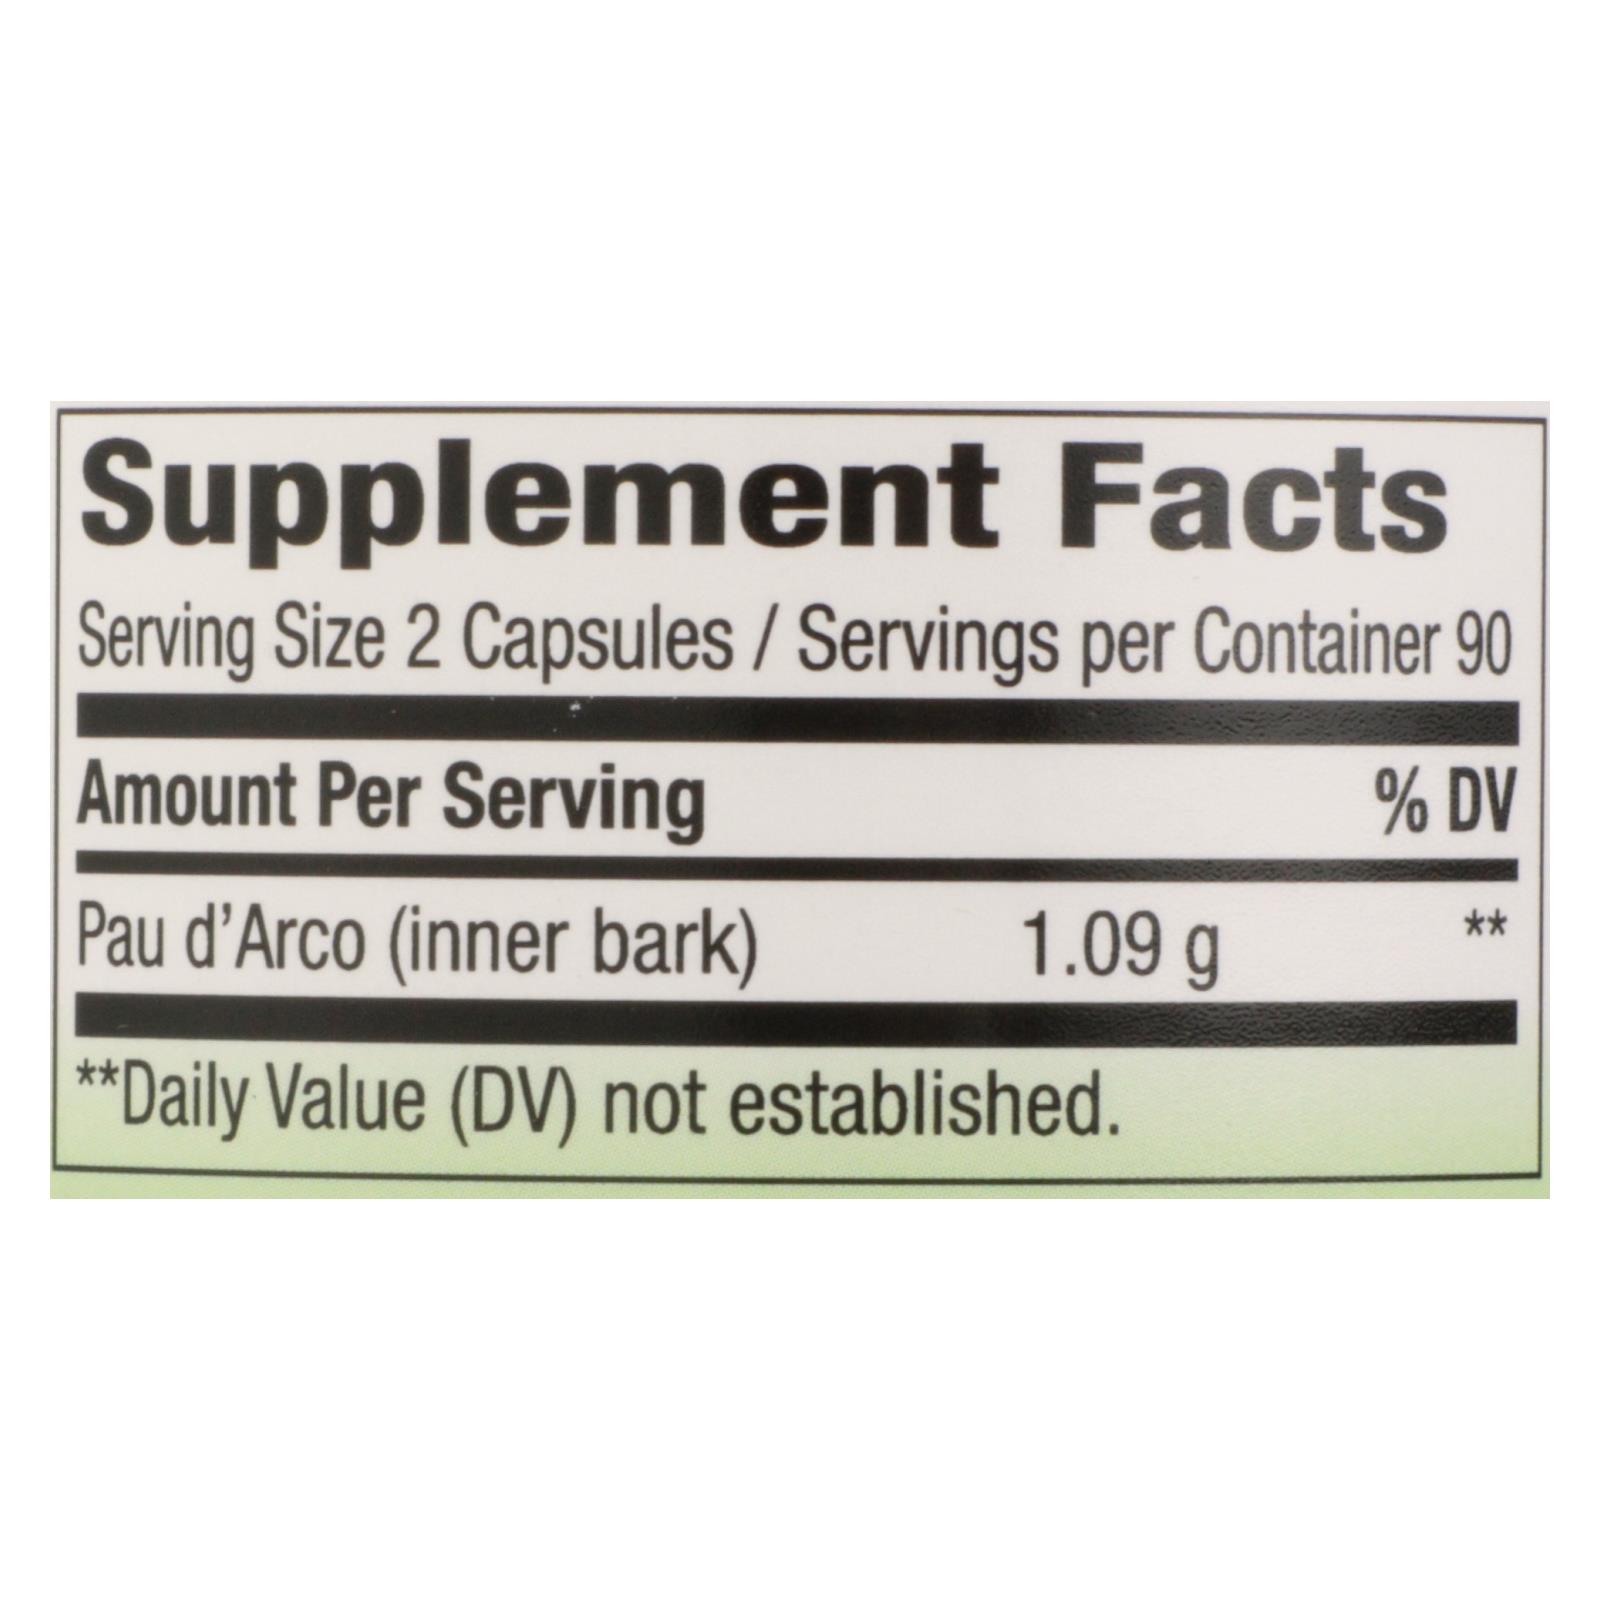 Supplement Facts
Serving Size 2 Capsules / Servings per Container 90
Amount Per Serving % DV
Pau d’Arco (inner bark) 1.09 g **
**Daily Value (DV) not established.